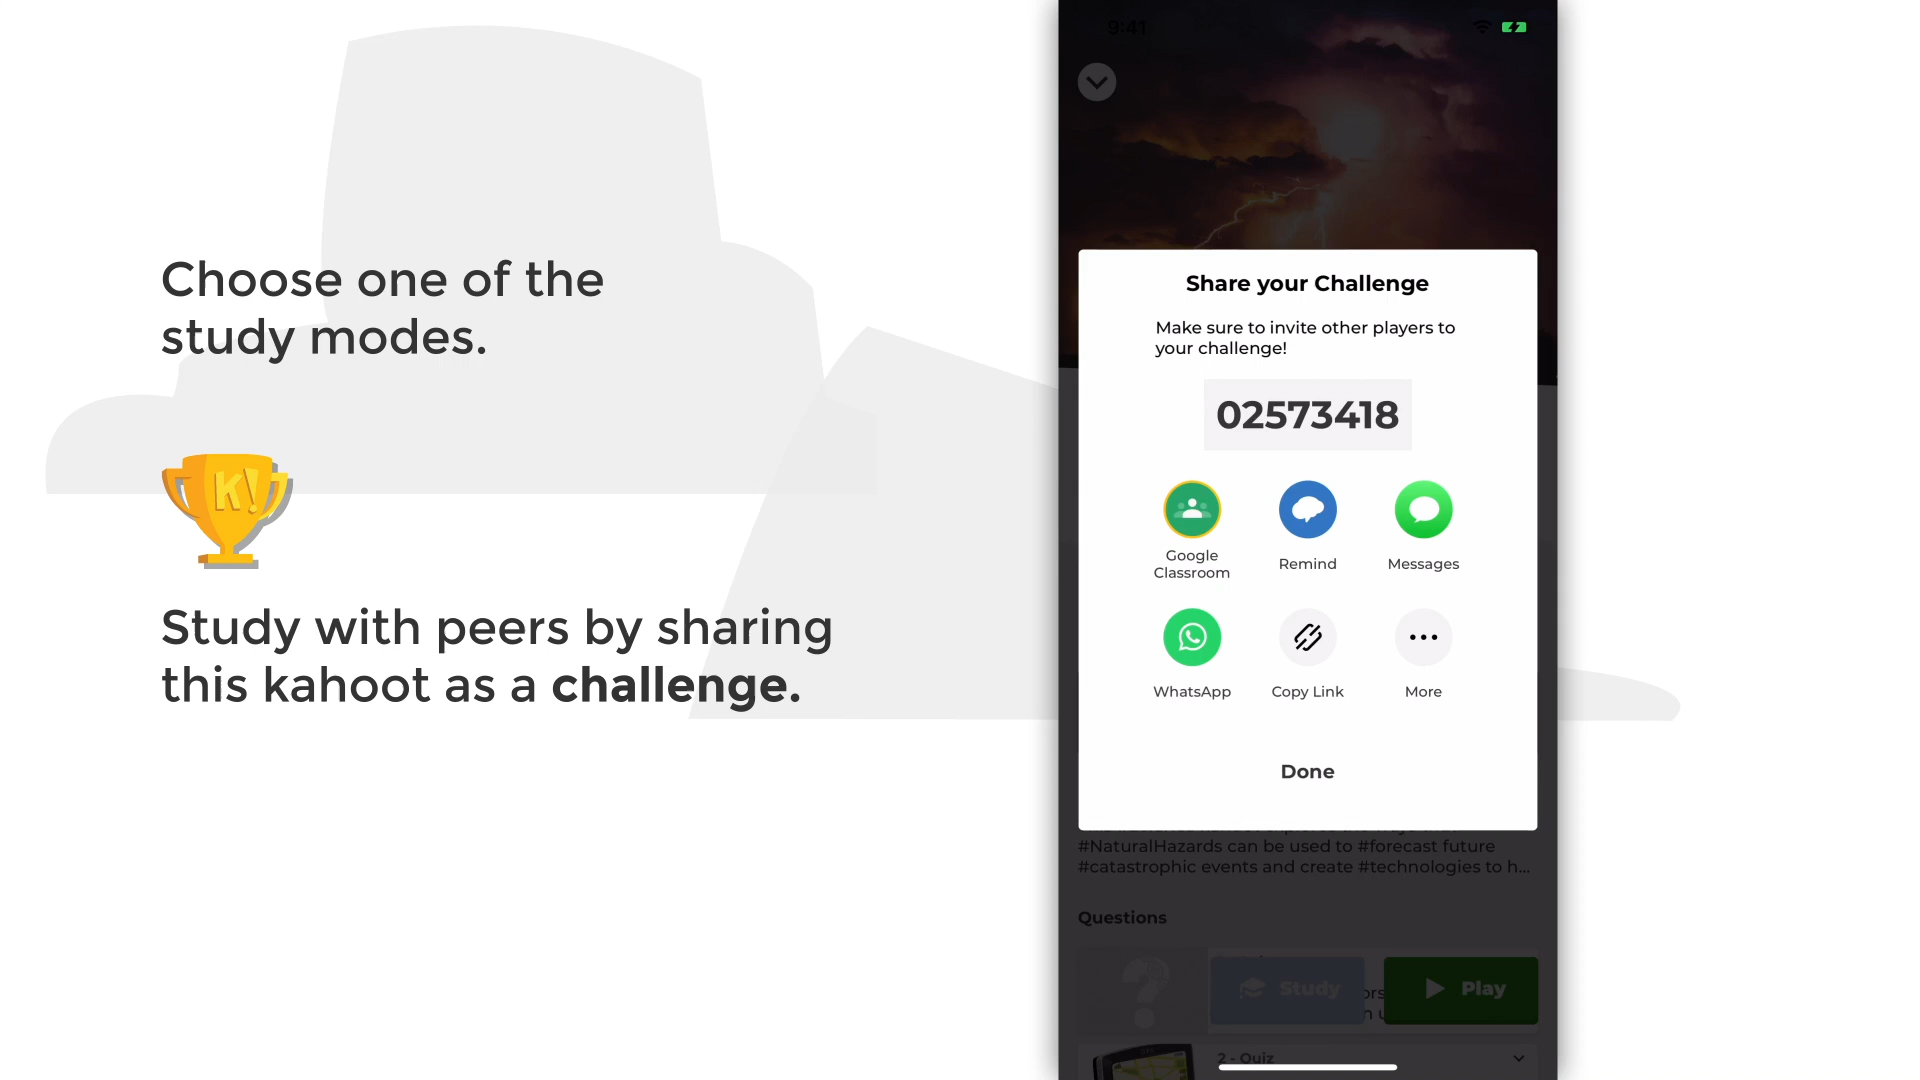 Choose one of the
study modes.
K!
Study with peers by sharing
this kahoot as a challenge.
9:41
Share your Challenge
Make sure to invite other players to
your challenge!
02573418
Google
Classroom
Remind
Messages
WhatsApp
Copy Link
More
Done
#NaturalHazards can be used to #forecast future
#catastrophic events and create #technologies to h...
Questions
Study
Play
2 - Quiz